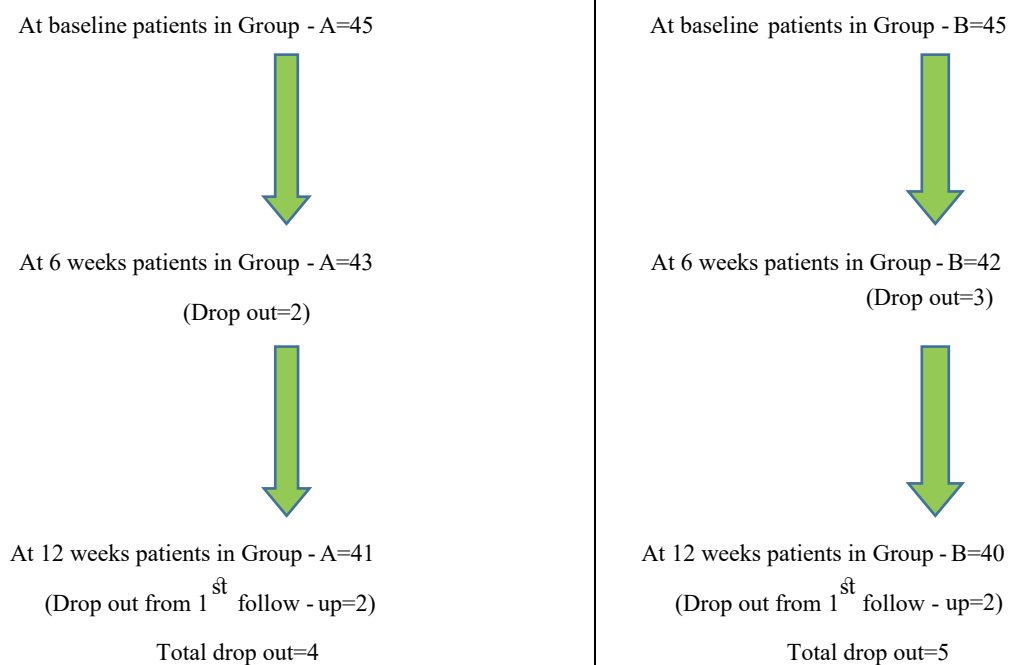 At baseline patients in Group - A=45
At 6 weeks patients in Group - A=43
(Drop out=2)
At 12 weeks patients in Group - A=41
(Drop out from 1st follow - up=2)
Total drop out=4
At baseline patients in Group - B=45
At 6 weeks patients in Group - B=42
(Drop out=3)
At 12 weeks patients in Group - B=40
(Drop out from 1st follow - up=2)
Total drop out=5